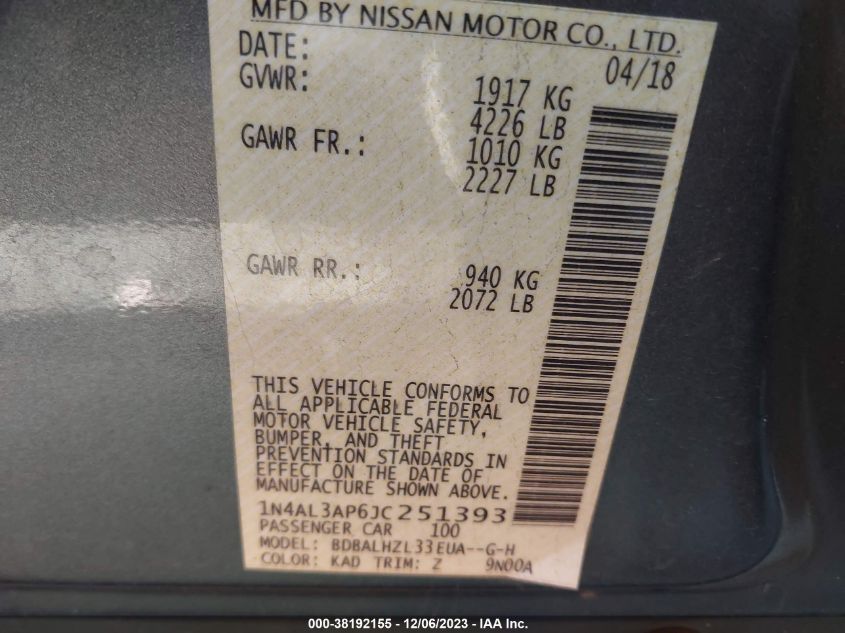 MFD BY NISSAN MOTOR CO., LTD.
DATE: 04/18
GVWR: 1917 KG
4226 LB
GAWR FR.: 1010 KG
2227 LB
GAWR RR.: 940 KG
2072 LB
THIS VEHICLE CONFORMS TO
ALL APPLICABLE FEDERAL
MOTOR VEHICLE SAFETY,
BUMPER, AND THEFT
PREVENTION STANDARDS IN
EFFECT ON THE DATE OF
MANUFACTURE SHOWN ABOVE.
1N4AL3AP6JC251393
PASSENGER CAR 100
MODEL: BDBALHZL33EUA--G-H
COLOR: KAD TRIM: Z 9N00A
000-38192155 - 12/06/2023 - IAA Inc.